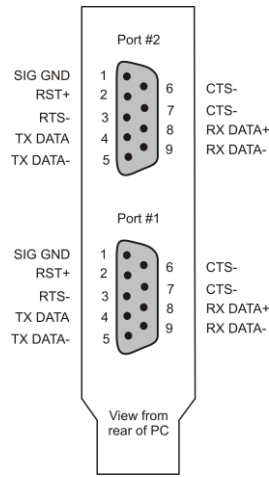 Port #2
SIG GND 1
6 CTS-
RST+ 2
7 CTS-
RTS- 3
8 RX DATA+
TX DATA 4
9 RX DATA-
TX DATA- 5
Port #1
SIG GND 1
6 CTS-
RST+ 2
7 CTS-
RTS- 3
8 RX DATA+
TX DATA 4
9 RX DATA-
TX DATA- 5
View from
rear of PC